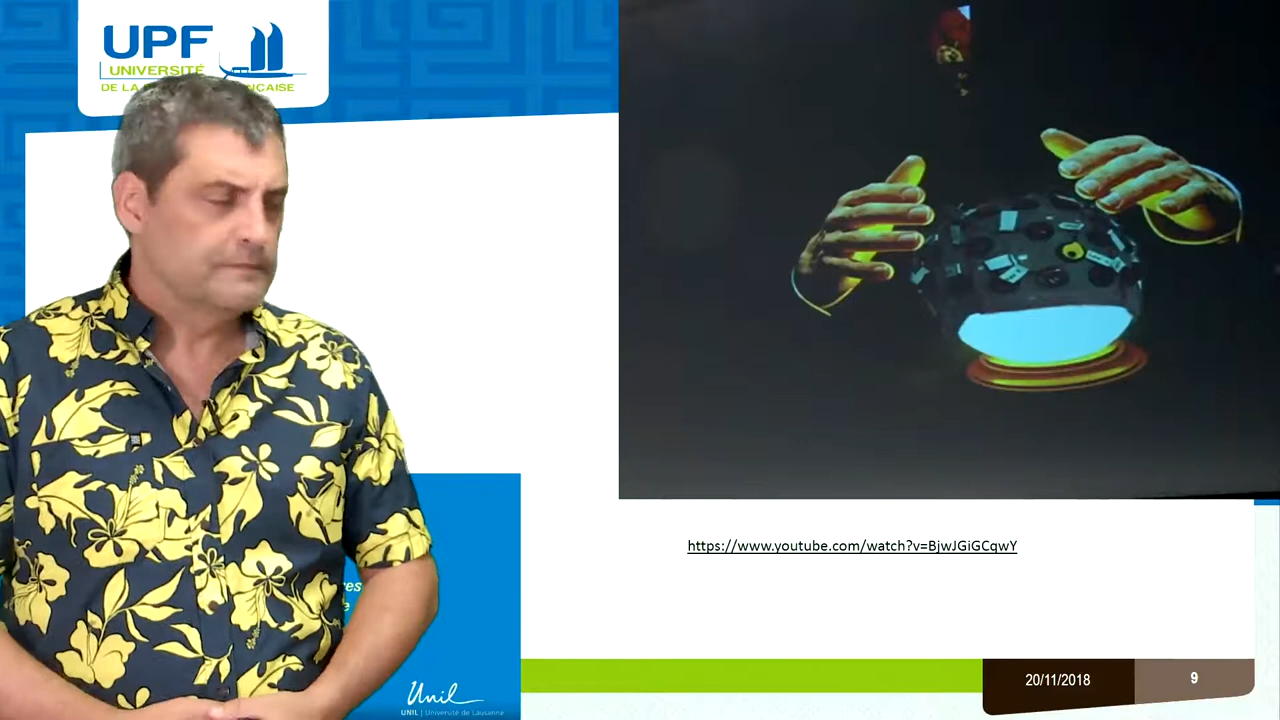 UPF
UNIVERSITÉ
DE LA
ÇAISE
https://www.youtube.com/watch?v=BjwJGiGCqwY
20/11/2018
9
Unil
UNIL | Université de Lausanne